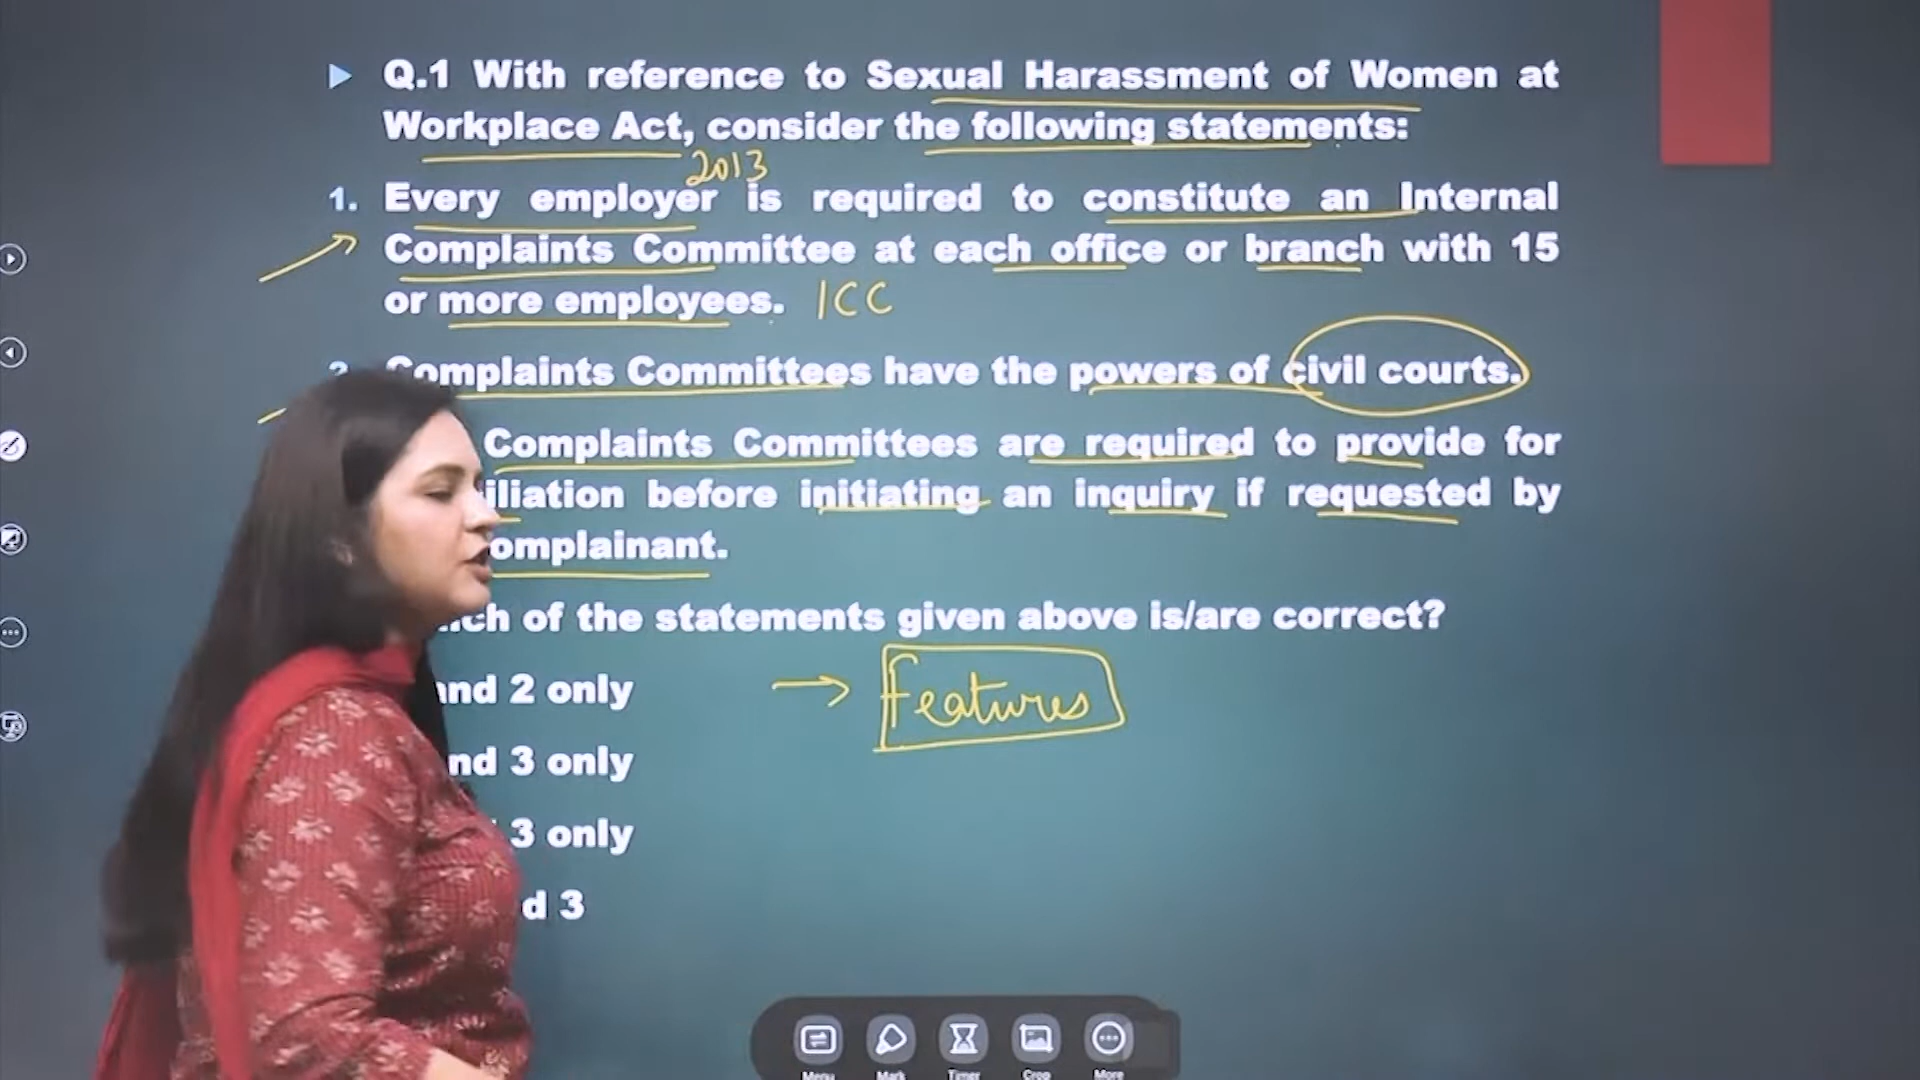 Q.1 With reference to Sexual Harassment of Women at
Workplace Act, consider the following statements:
2013
1. Every employer is required to constitute an Internal
Complaints Committee at each office or branch with 15
or more employees. ICC
Complaints Committees have the powers of civil courts.
Complaints Committees are required to provide for
before initiating an inquiry if requested by
of the statements given above is/are correct?
2 only
Features
3 only
3 only
3
Menu Mark Timer Crop More